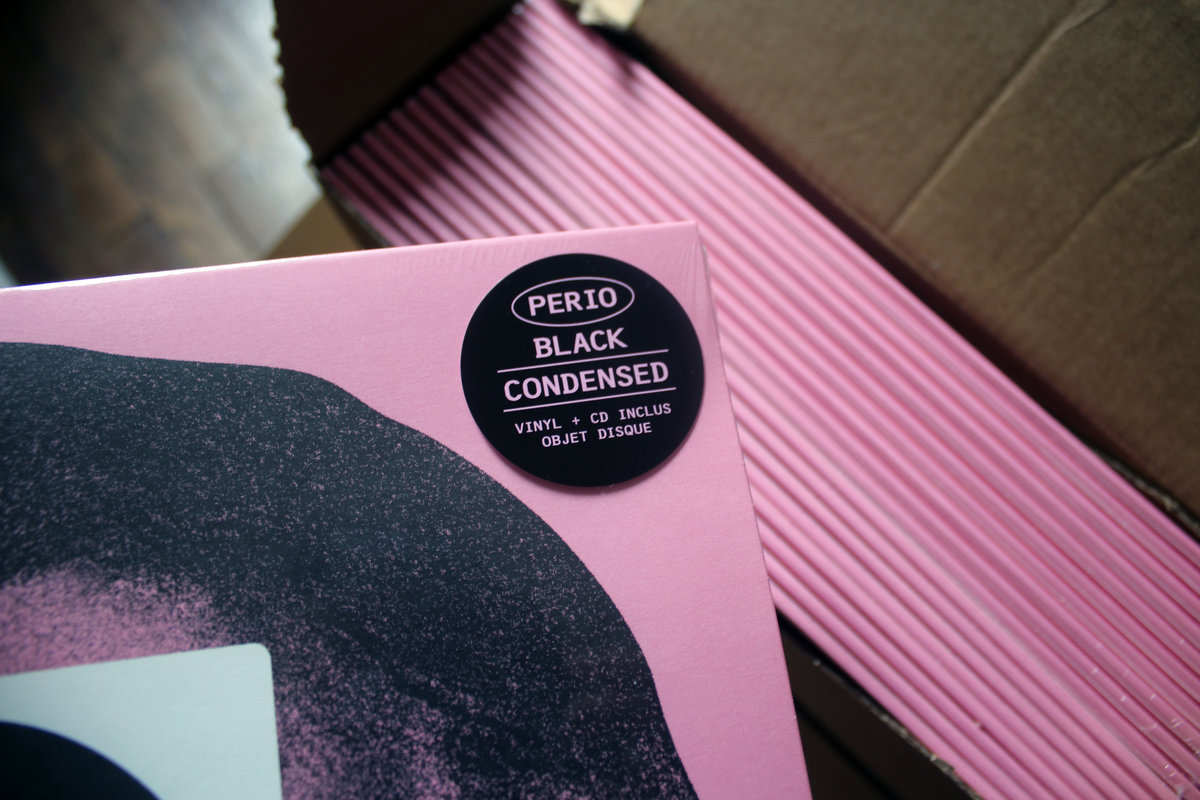 PERIO
BLACK
CONDENSED
VINYL + CD INCLUS
OBJET DISQUE